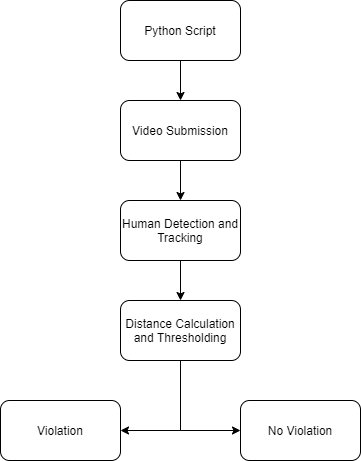 Python Script
Video Submission
Human Detection and
Tracking
Distance Calculation
and Thresholding
Violation
No Violation